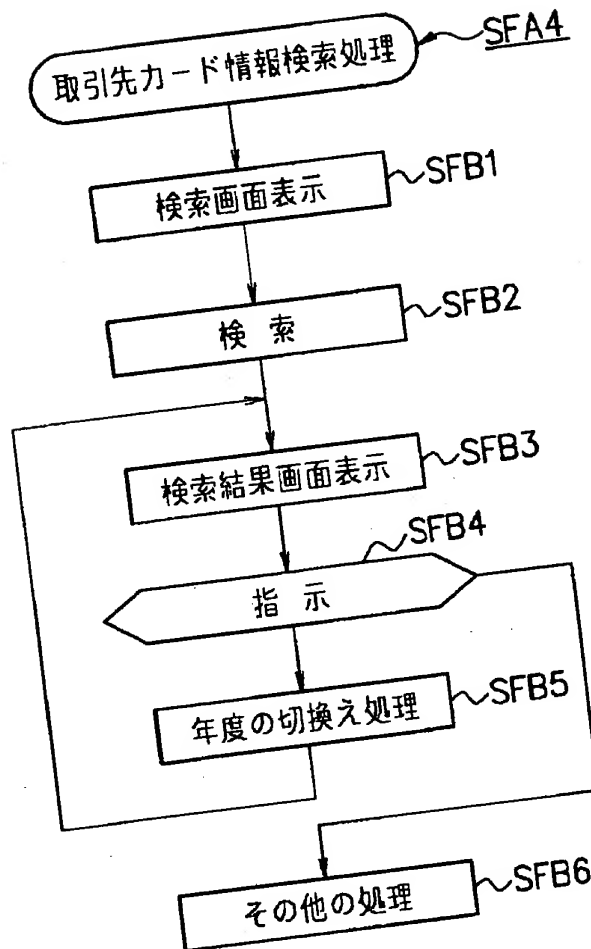 取引先カード情報検索処理
SFA4
検索画面表示
SFB1
検索
SFB2
検索結果画面表示
SFB3
指示
SFB4
年度の切換え処理
SFB5
その他の処理
SFB6